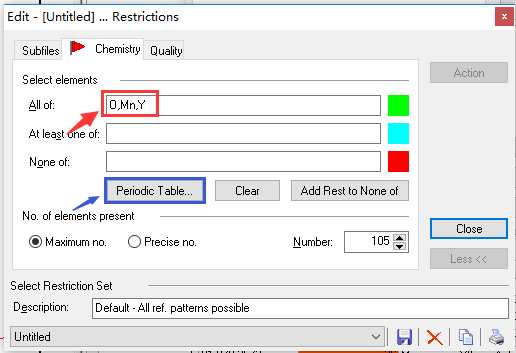 Edit - [Untitled] ... Restrictions
Subfiles Chemistry Quality
Select elements
All of: O,Mn,Y
At least one of:
None of:
Periodic Table... Clear Add Rest to None of
No. of elements present
Maximum no. Precise no. Number: 105
Action
Close
Less <<
Select Restriction Set
Description: Default - All ref. patterns possible
Untitled